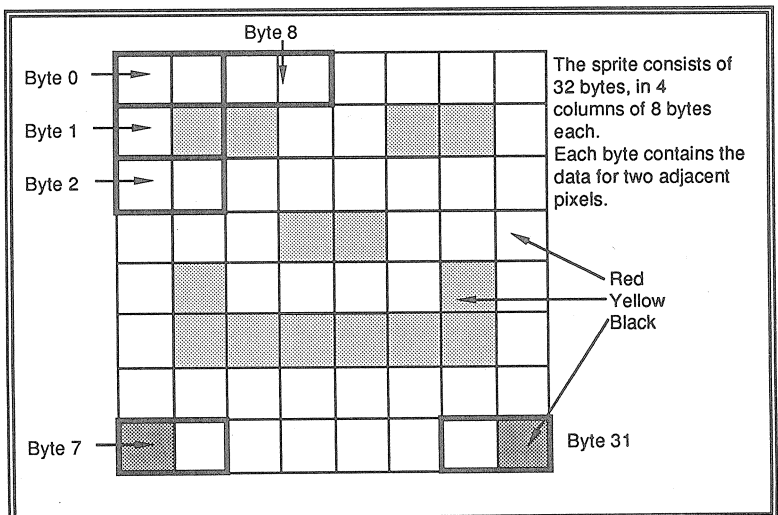 Byte 8
Byte 0
The sprite consists of
32 bytes, in 4
columns of 8 bytes
each.
Each byte contains the
data for two adjacent
pixels.
Byte 1
Byte 2
Red
Yellow
Black
Byte 7
Byte 31